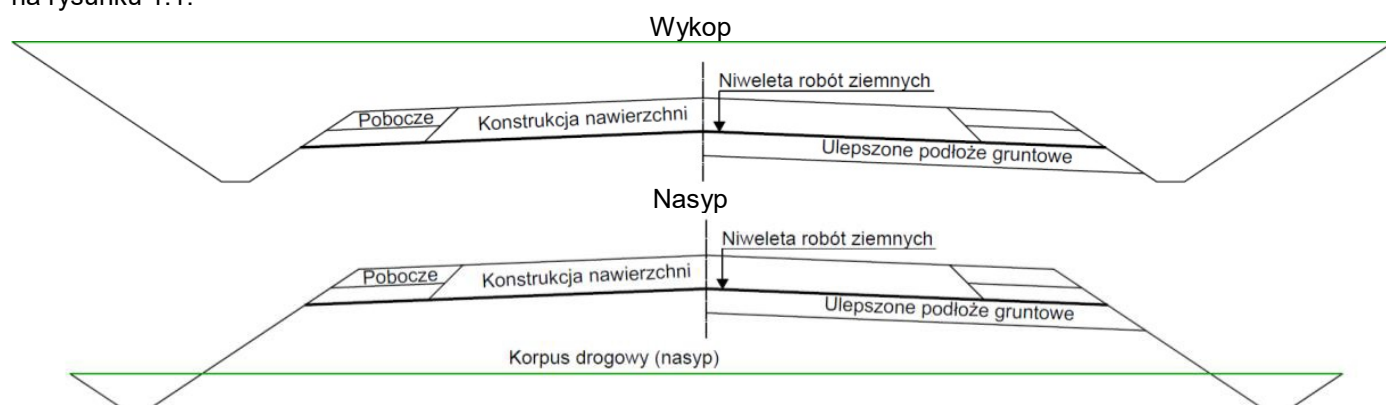 na rysunku 1.1.
Wykop
Niweleta robót ziemnych
Pobocze
Konstrukcja nawierzchni
Ulepszone podłoże gruntowe
Nasyp
Niweleta robót ziemnych
Pobocze
Konstrukcja nawierzchni
Ulepszone podłoże gruntowe
Korpus drogowy (nasyp)